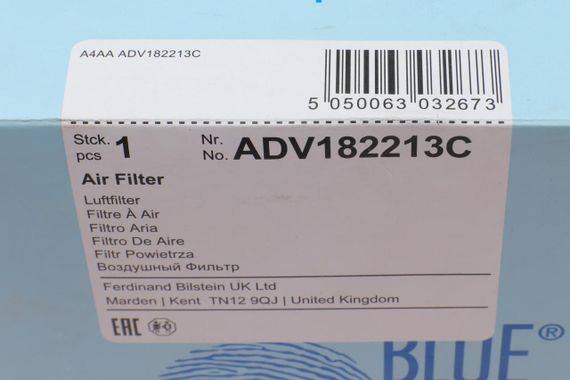 A4AA ADV182213C
5 050063 032673
Stck. 1 Nr. ADV182213C
pcs No.
Air Filter
Luftfilter
Filtre À Air
Filtro Aria
Filtro De Aire
Filtr Powietrza
Воздушный Фильтр
Ferdinand Bilstein UK Ltd
Marden | Kent TN12 9QJ | United Kingdom
EAC
BLUE®